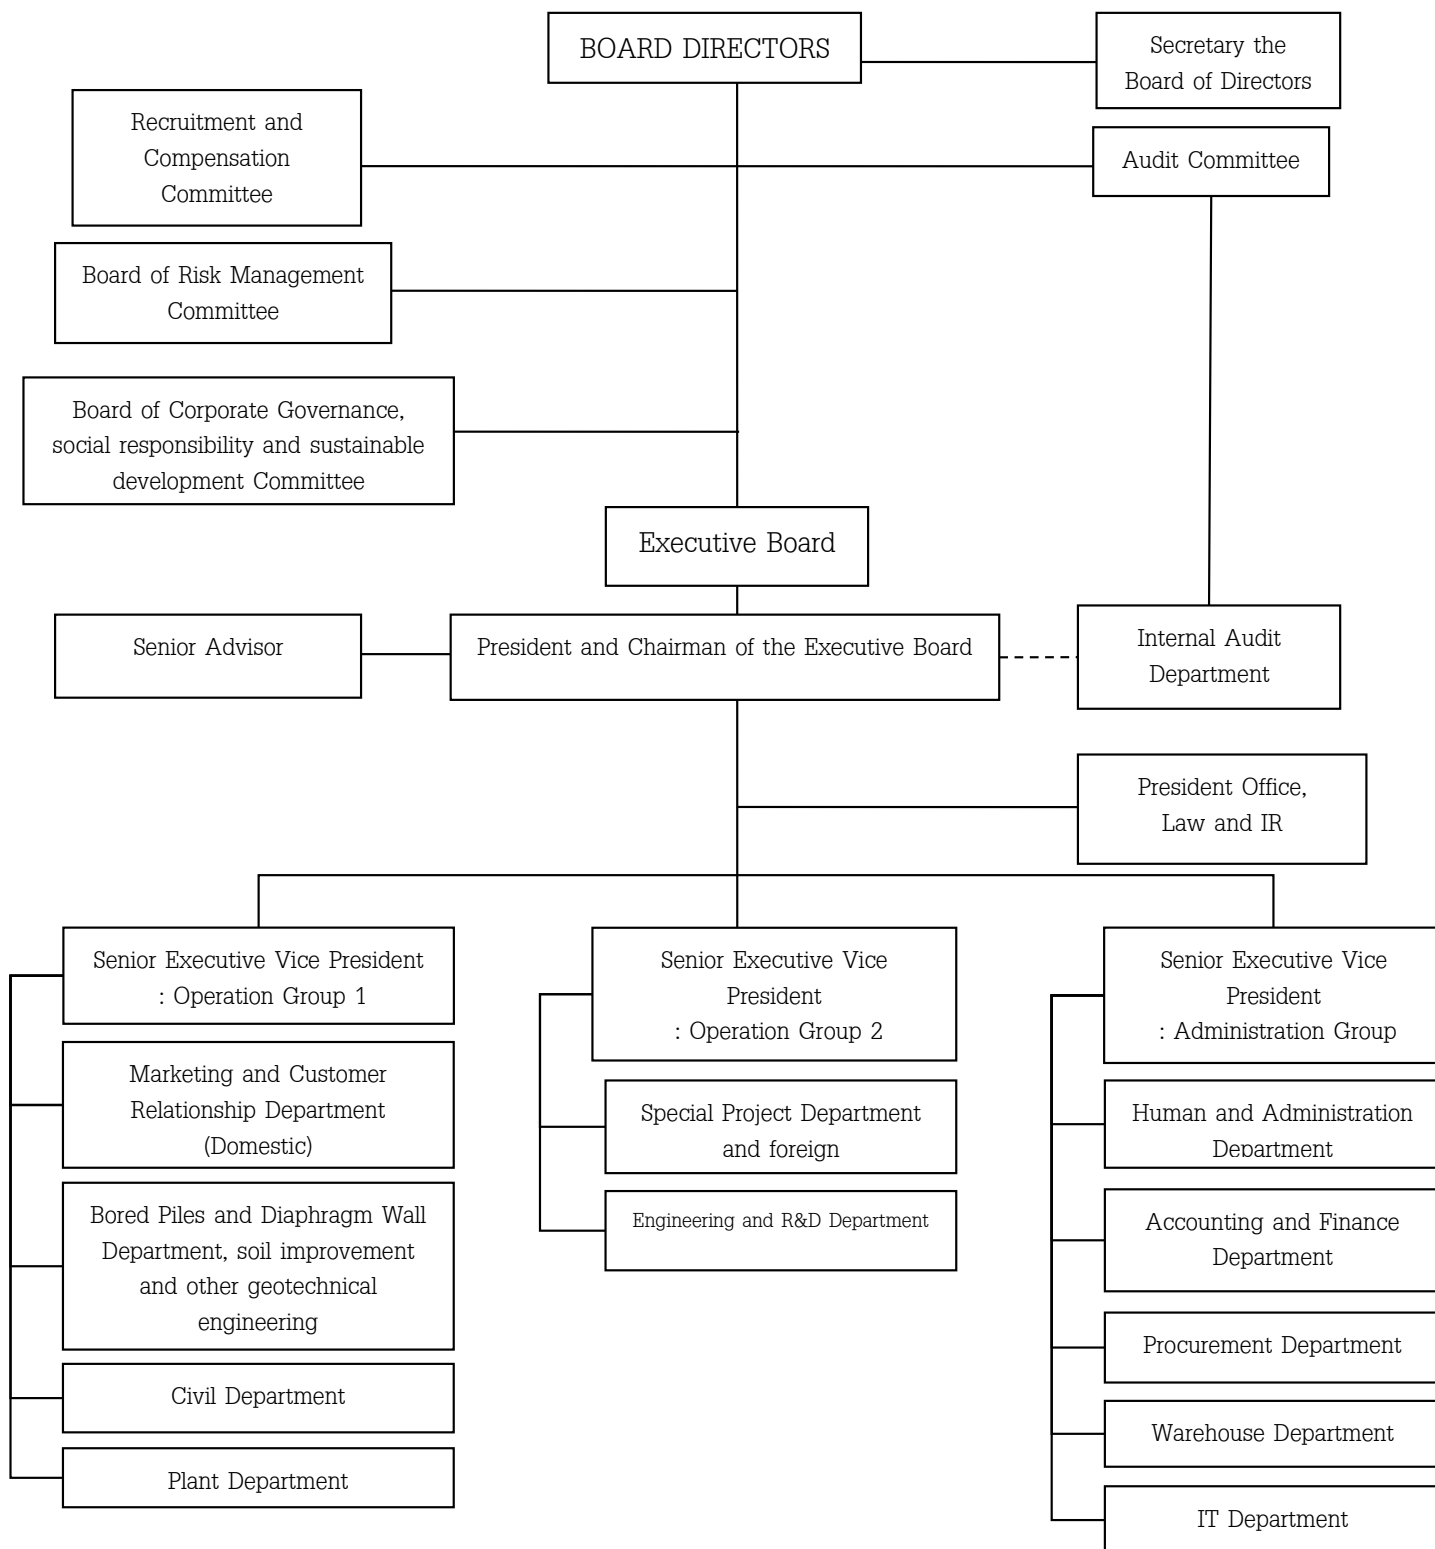 BOARD DIRECTORS
Secretary the
Board of Directors
Recruitment and
Compensation
Committee
Audit Committee
Board of Risk Management
Committee
Board of Corporate Governance,
social responsibility and sustainable
development Committee
Executive Board
Senior Advisor
President and Chairman of the Executive Board
Internal Audit
Department
President Office,
Law and IR
Senior Executive Vice President
: Operation Group 1
Marketing and Customer
Relationship Department
(Domestic)
Bored Piles and Diaphragm Wall
Department, soil improvement
and other geotechnical
engineering
Civil Department
Plant Department
Senior Executive Vice
President
: Operation Group 2
Special Project Department
and foreign
Engineering and R&D Department
Senior Executive Vice
President
: Administration Group
Human and Administration
Department
Accounting and Finance
Department
Procurement Department
Warehouse Department
IT Department